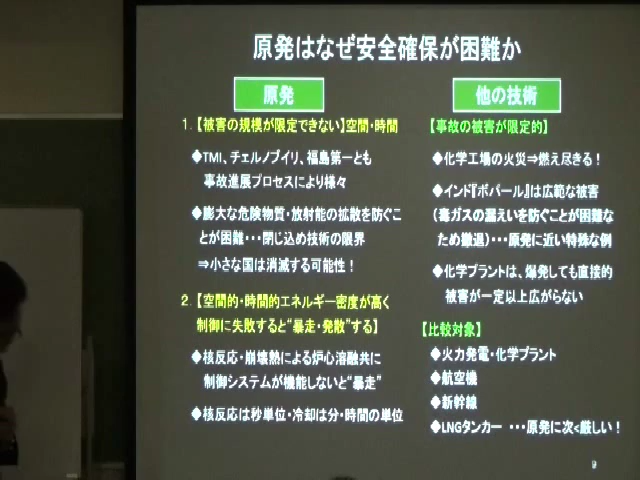 原発はなぜ安全確保が困難か
原発
1.【被害の規模が限定できない】空間・時間
◆TMI、チェルノブイリ、福島第一とも
事故進展プロセスにより様々
◆膨大な危険物質・放射能の拡散を防ぐこ
とが困難・・・閉じ込め技術の限界
⇒小さな国は消滅する可能性！
2.【空間的・時間的エネルギー密度が高く
制御に失敗すると“暴走・発散”する】
◆核反応・崩壊熱による炉心溶融共に
制御システムが機能しないと“暴走”
◆核反応は秒単位・冷却は分・時間の単位
他の技術
【事故の被害が限定的】
◆化学工場の火災⇒燃え尽きる！
◆インド『ボパール』は広範な被害
（毒ガスの漏えいを防ぐことが困難な
ため撤退）・・・原発に近い特殊な例
◆化学プラントは、爆発しても直接的
被害が一定以上広がらない
【比較対象】
◆火力発電・化学プラント
◆航空機
◆新幹線
◆LNGタンカー ・・・原発に次く厳しい！
9